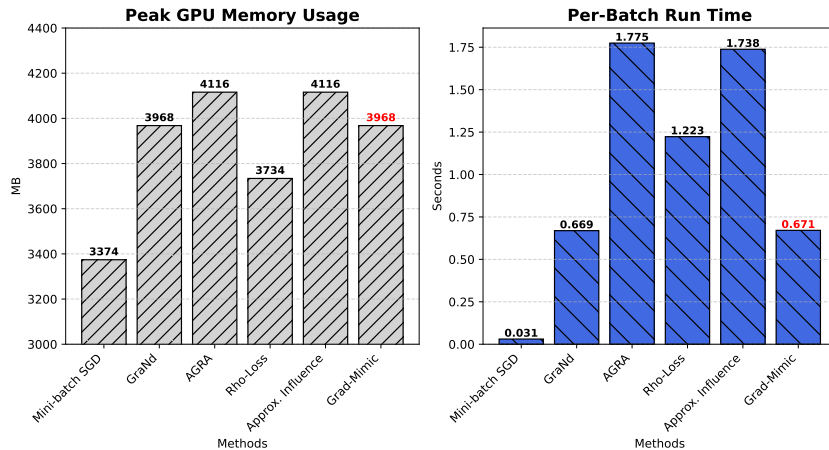 Peak GPU Memory Usage
4400
4200
4000
3800
3600
3400
3200
3000
MB
3374
3968
4116
3734
4116
3968
Mini-batch SGD
GraNd
AGRA
Rho-Loss
Approx. Influence
Grad-Mimic
Methods
Per-Batch Run Time
1.75
1.50
1.25
1.00
0.75
0.50
0.25
0.00
Seconds
0.031
0.669
1.775
1.223
1.738
0.671
Mini-batch SGD
GraNd
AGRA
Rho-Loss
Approx. Influence
Grad-Mimic
Methods